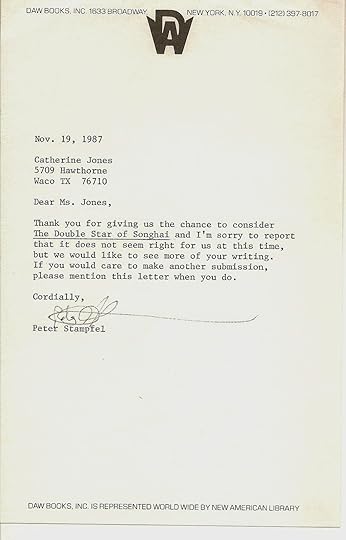 DAW BOOKS, INC. 1633 BROADWAY, NEW YORK, N.Y. 10019 • (212) 397-8017
DAW
Nov. 19, 1987
Catherine Jones
5709 Hawthorne
Waco TX  76710
Dear Ms. Jones,
Thank you for giving us the chance to consider
The Double Star of Songhai and I'm sorry to report
that it does not seem right for us at this time,
but we would like to see more of your writing.
If you would care to make another submission,
please mention this letter when you do.
Cordially,
Peter Stampfel
DAW BOOKS, INC. IS REPRESENTED WORLD WIDE BY NEW AMERICAN LIBRARY